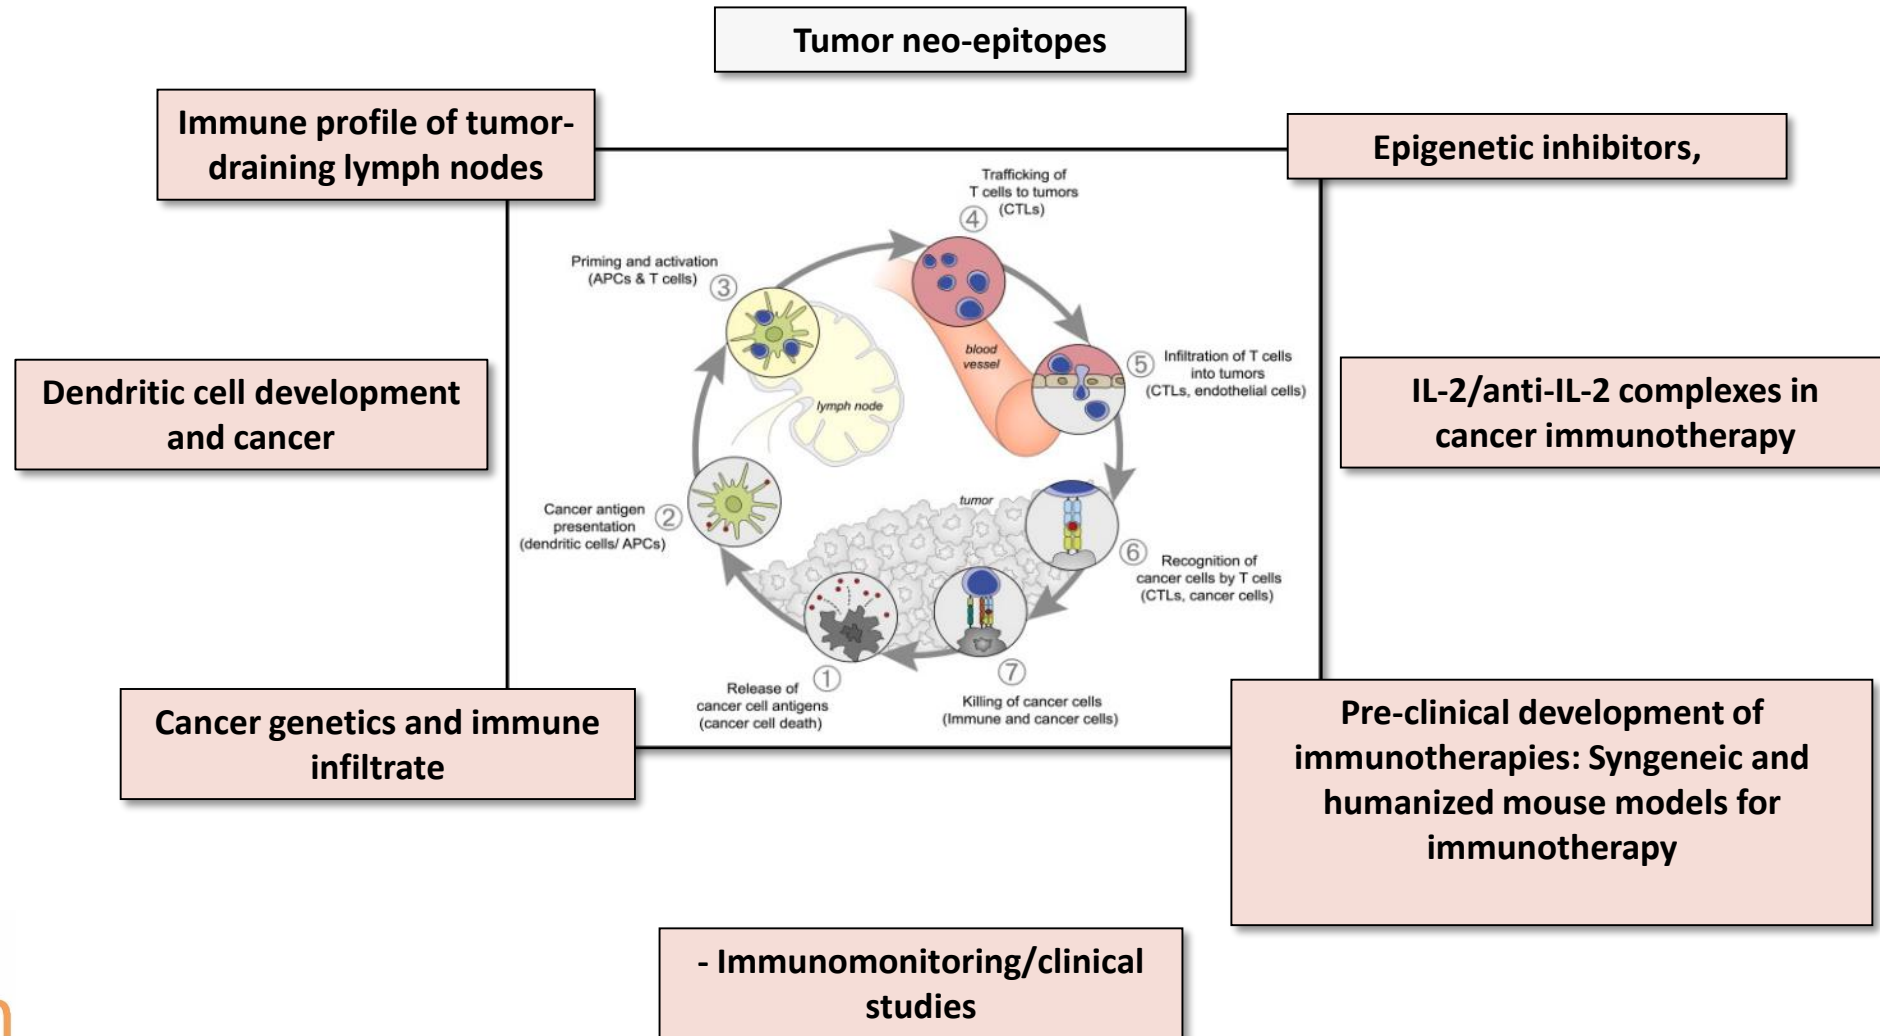 Tumor neo-epitopes
Immune profile of tumor-
draining lymph nodes
Epigenetic inhibitors,
Trafficking of
T cells to tumors
(CTLs)
④
Priming and activation
(APCs & T cells)
③
blood
vessel
⑤
Infiltration of T cells
into tumors
(CTLs, endothelial cells)
lymph node
Dendritic cell development
and cancer
IL-2/anti-IL-2 complexes in
cancer immunotherapy
Cancer antigen
presentation
(dendritic cells/ APCs)
②
tumor
⑥
Recognition of
cancer cells by T cells
(CTLs, cancer cells)
①
Release of
cancer cell antigens
(cancer cell death)
⑦
Killing of cancer cells
(Immune and cancer cells)
Cancer genetics and immune
infiltrate
Pre-clinical development of
immunotherapies: Syngeneic and
humanized mouse models for
immunotherapy
- Immunomonitoring/clinical
studies